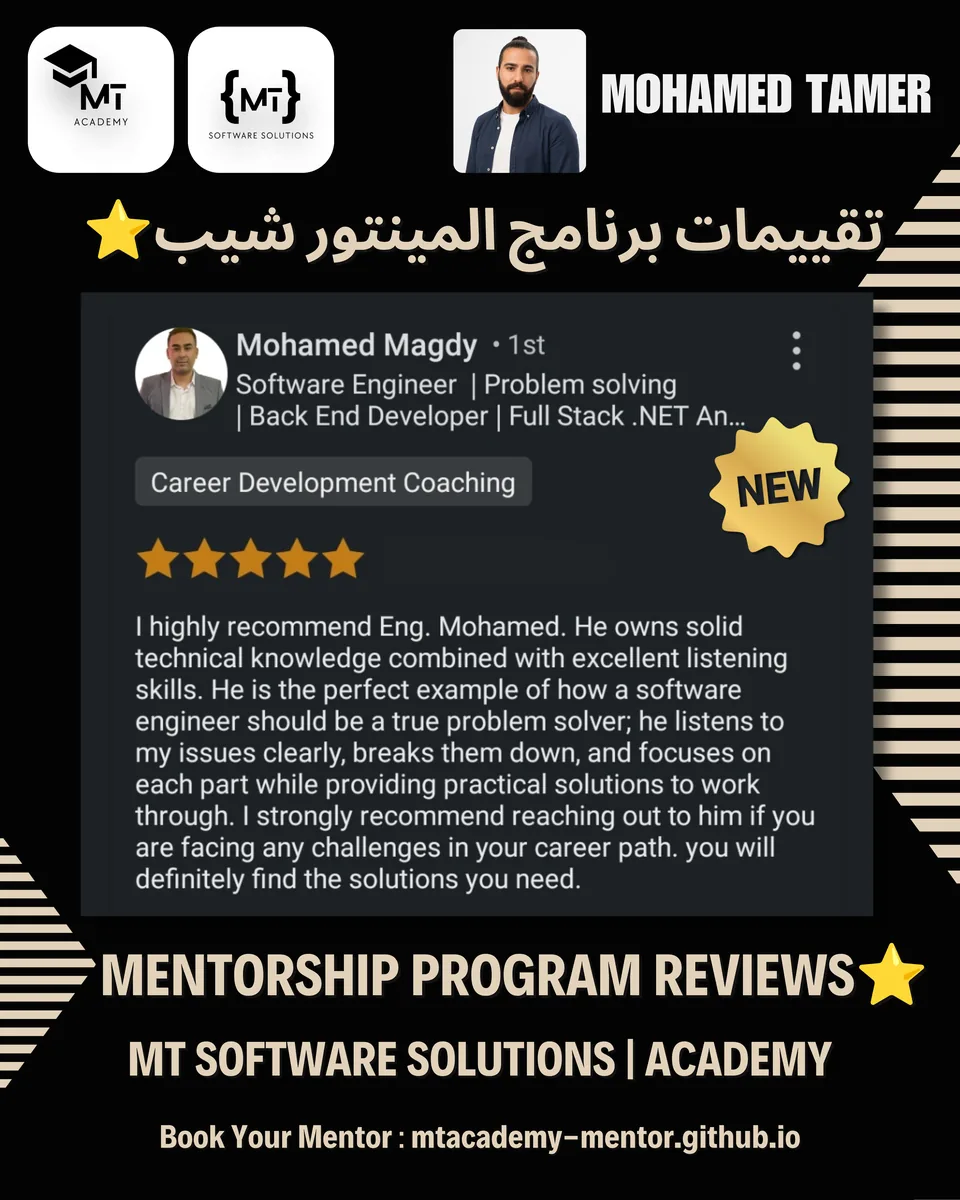 MT
ACADEMY
{MT}
SOFTWARE SOLUTIONS
MOHAMED TAMER
تقييمات برنامج المينتور شيب⭐
Mohamed Magdy • 1st
Software Engineer | Problem solving
| Back End Developer | Full Stack .NET An...
Career Development Coaching
NEW
I highly recommend Eng. Mohamed. He owns solid
technical knowledge combined with excellent listening
skills. He is the perfect example of how a software
engineer should be a true problem solver; he listens to
my issues clearly, breaks them down, and focuses on
each part while providing practical solutions to work
through. I strongly recommend reaching out to him if you
are facing any challenges in your career path. you will
definitely find the solutions you need.
MENTORSHIP PROGRAM REVIEWS⭐
MT SOFTWARE SOLUTIONS | ACADEMY
Book Your Mentor : mtacademy-mentor.github.io